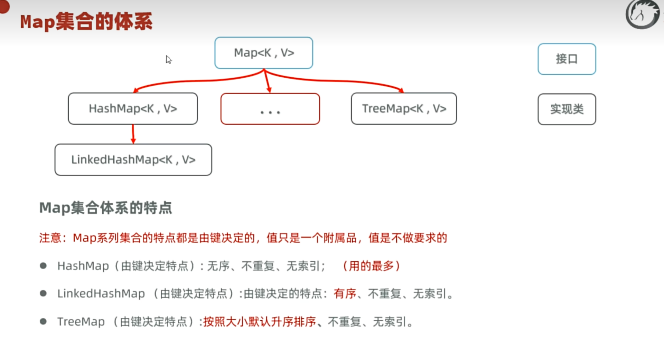 Map集合的体系
Map<K , V>
接口
HashMap<K , V>
...
TreeMap<K , V>
实现类
LinkedHashMap<K , V>
Map集合体系的特点
注意：Map系列集合的特点都是由键决定的，值只是一个附属品，值是不做要求的
● HashMap（由键决定特点）: 无序、不重复、无索引； （用的最多）
● LinkedHashMap （由键决定特点）:由键决定的特点：有序、不重复、无索引。
● TreeMap （由键决定特点）:按照大小默认升序排序、不重复、无索引。